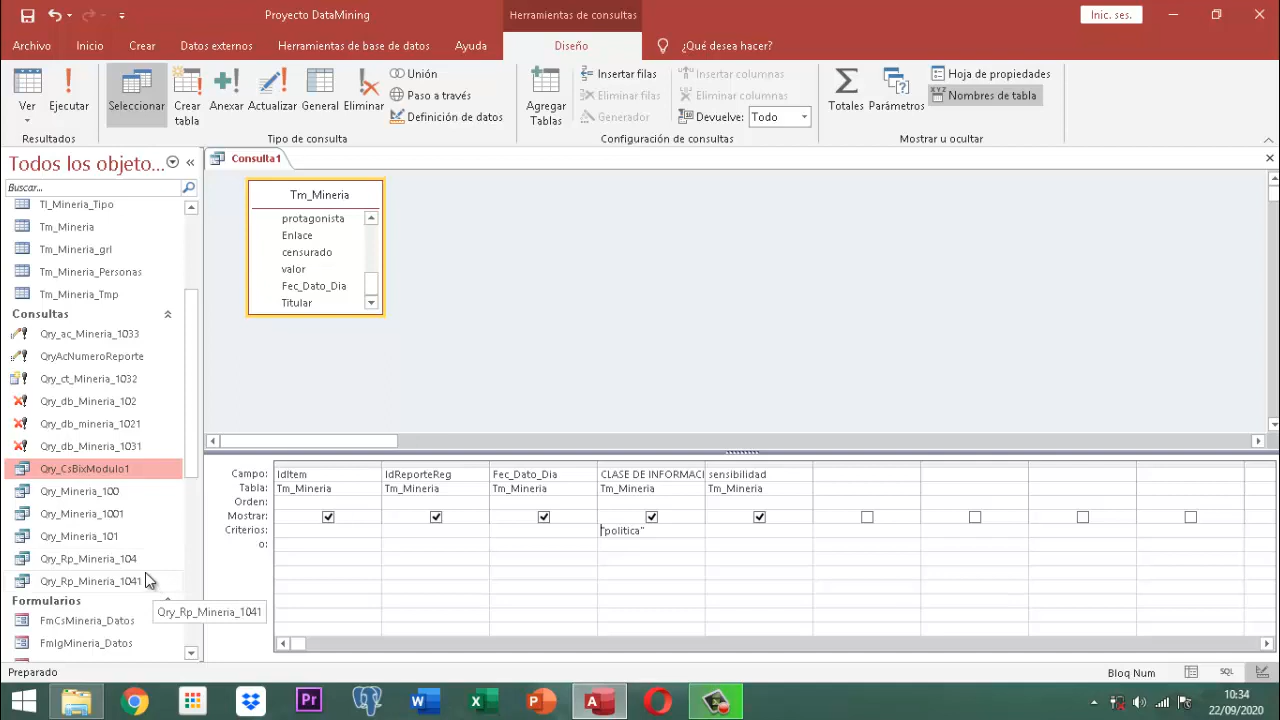 Proyecto DataMining
Herramientas de consultas
Inic. ses.
Archivo
Inicio
Crear
Datos externos
Herramientas de base de datos
Ayuda
Diseño
¿Qué desea hacer?
Ver
Ejecutar
Seleccionar
Crear tabla
Anexar
Actualizar
General
Eliminar
Unión
Paso a través
Definición de datos
Agregar Tablas
Insertar filas
Eliminar filas
Generador
Insertar columnas
Eliminar columnas
Devuelve: Todo
Totales
Parámetros
Hoja de propiedades
XYZ Nombres de tabla
Resultados
Tipo de consulta
Configuración de consultas
Mostrar u ocultar
Todos los objeto...
Buscar...
Tl_Mineria_Tipo
Tm_Mineria
Tm_Mineria_grl
Tm_Mineria_Personas
Tm_Mineria_Tmp
Consultas
Qry_ac_Mineria_1033
QryAcNumeroReporte
Qry_ct_Mineria_1032
Qry_db_Mineria_102
Qry_db_mineria_1021
Qry_db_Mineria_1031
Qry_CsBixModulo1
Qry_Mineria_100
Qry_Mineria_1001
Qry_Mineria_101
Qry_Rp_Mineria_104
Qry_Rp_Mineria_1041
Qry_Rp_Mineria_1041
Formularios
FmCsMineria_Datos
FmIgMineria_Datos
Consulta1
Tm_Mineria
protagonista
Enlace
censurado
valor
Fec_Dato_Dia
Titular
Campo: IdItem IdReporteReg Fec_Dato_Dia CLASE DE INFORMACI sensibilidad
Tabla: Tm_Mineria Tm_Mineria Tm_Mineria Tm_Mineria Tm_Mineria
Orden:
Mostrar:
Criterios: "politica"
o:
Preparado
Bloq Num
SQL
Pr
10:34
22/09/2020